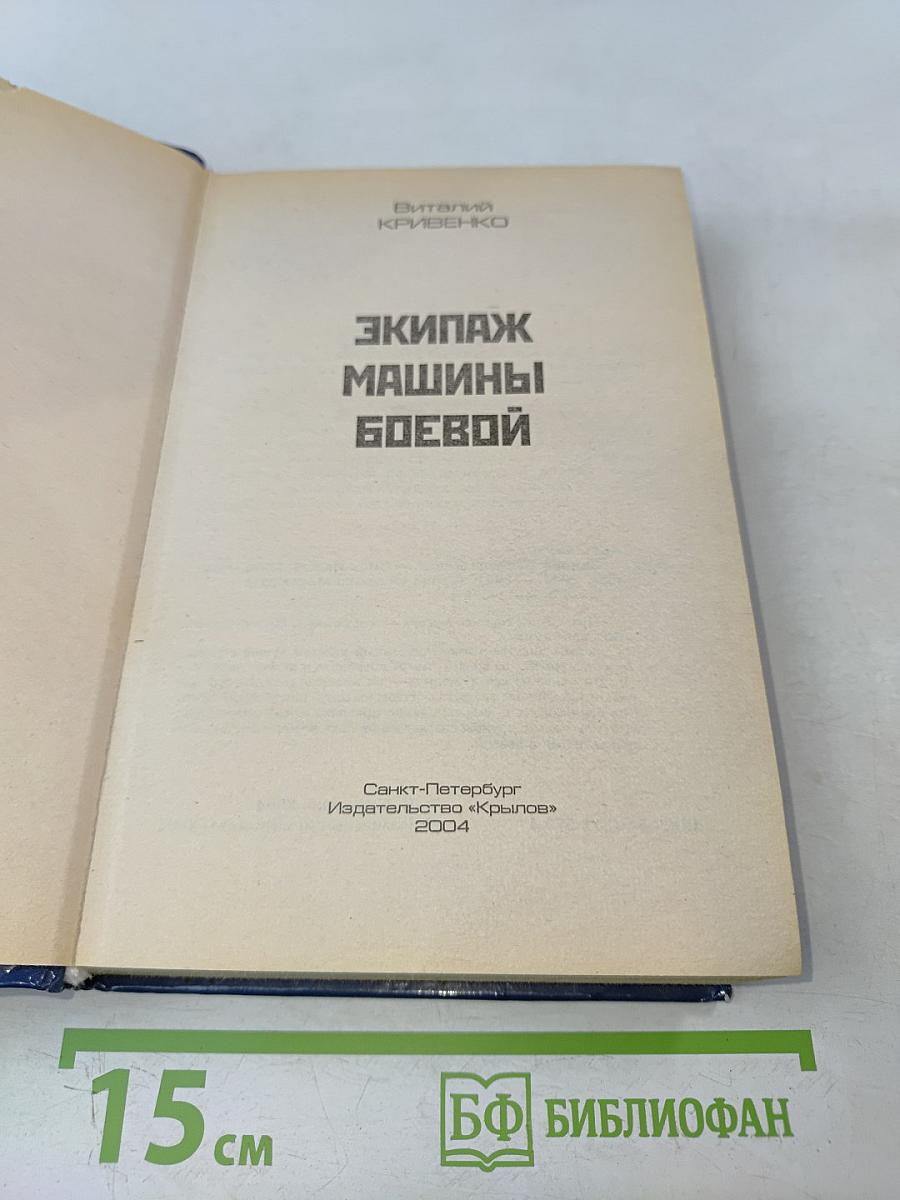 Виталий
КРИВЕНКО
ЭКИПАЖ
МАШИНЫ
БОЕВОЙ
Санкт-Петербург
Издательство «Крылов»
2004
15 см
БФ БИБЛИОФАН